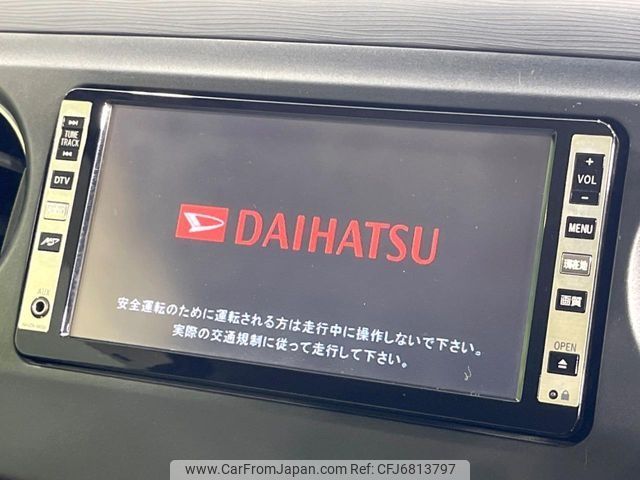 TUNE
TRACK
DTV
AUX
DAIHATSU
安全運転のために運転される方は走行中に操作しないで下さい。
実際の交通規制に従って走行して下さい。
+
VOL
-
MENU
現在地
画質
OPEN
www.CarFromJapan.com | ID:CFJ6813797